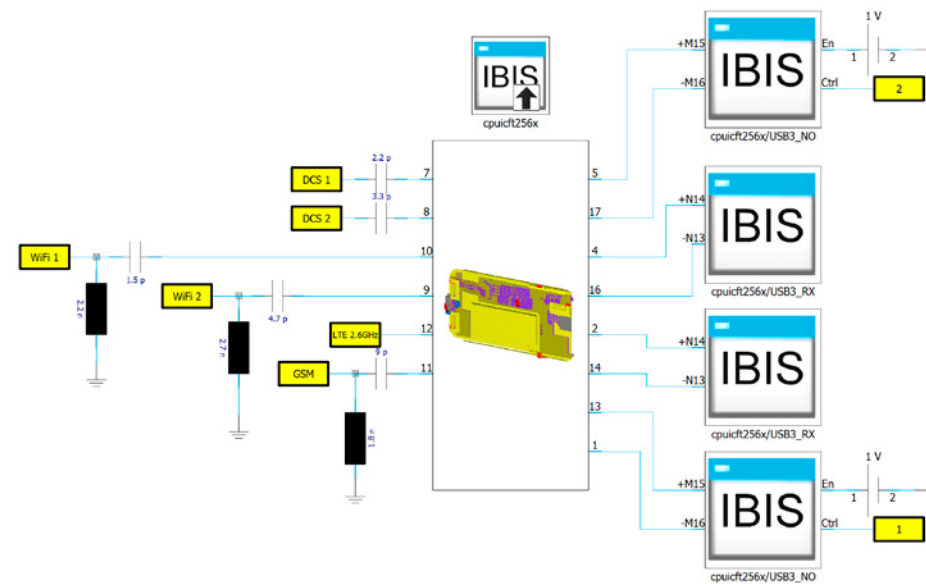 1 V
IBIS
+M15
En
1
2
-M16
Ctrl
2
cpuicft256x/USB3_NO
IBIS
cpuicft256x
DCS 1
2.2 p
7
5
DCS 2
3.3 p
8
17
IBIS
+N14
-N13
cpuicft256x/USB3_RX
WiFi 1
1.5 p
10
4
2.2 n
WiFi 2
4.7 p
9
16
2.7 n
LTE 2.6GHz
12
2
GSM
9 p
11
14
1.8 n
13
1
IBIS
+N14
-N13
cpuicft256x/USB3_RX
1 V
IBIS
+M15
En
1
2
-M16
Ctrl
1
cpuicft256x/USB3_NO